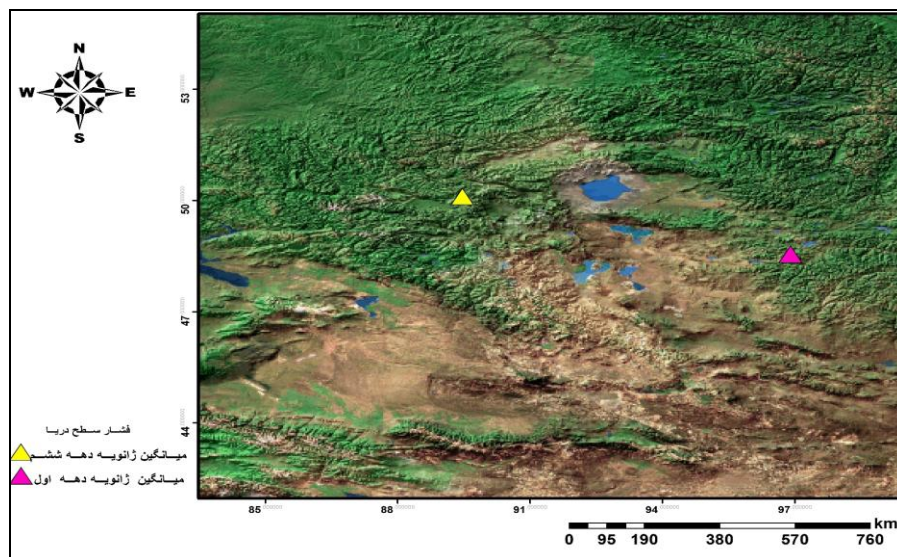 N
W E
S
53
50
47
44
85 88 91 94 97
فشار سطح دریا
میانگین ژانویه دهه ششم
میانگین ژانویه دهه اول
km
0 95 190 380 570 760